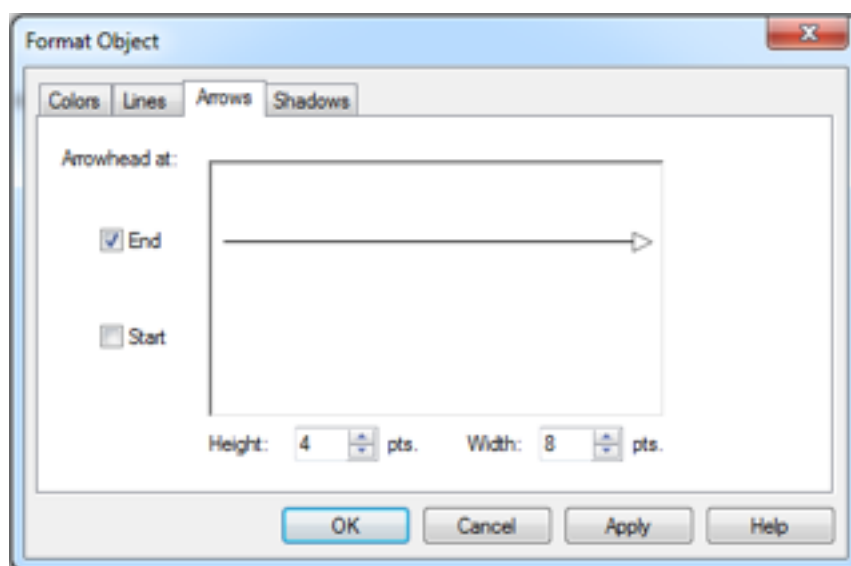 Format Object
Colors Lines Arrows Shadows
Arrowhead at:
End
Start
Height: 4 pts. Width: 8 pts.
OK Cancel Apply Help